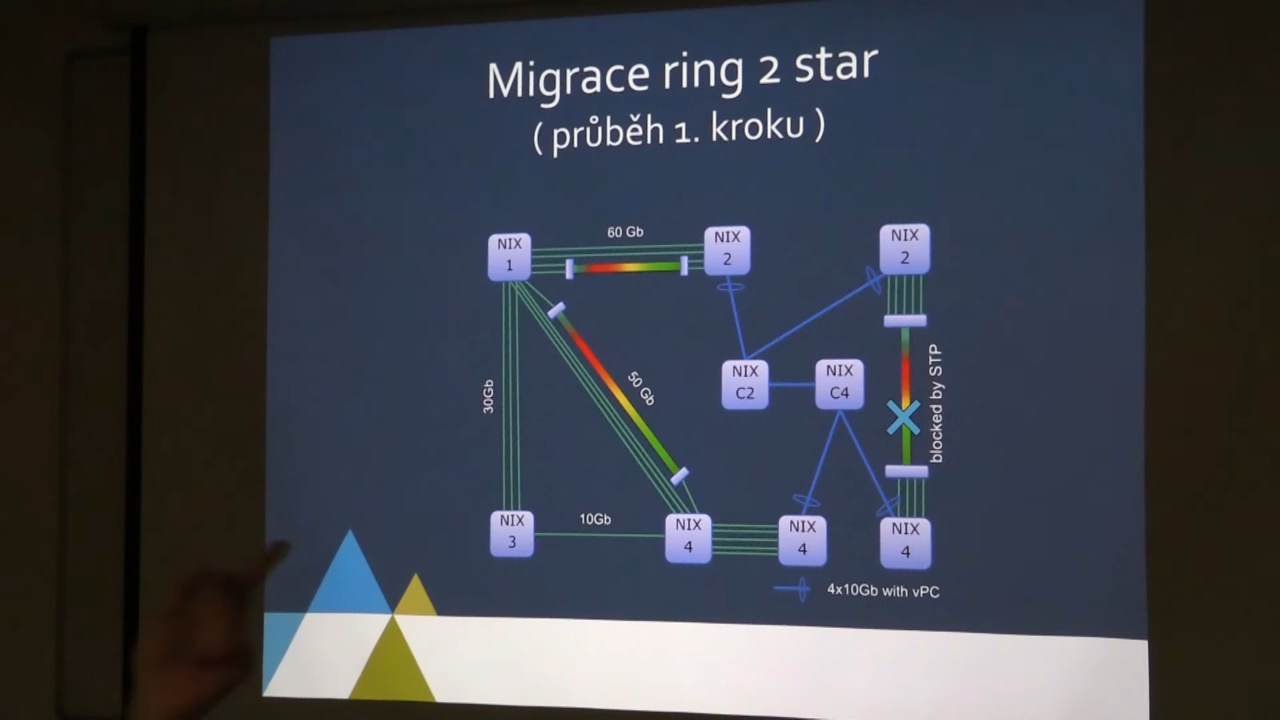 Migrace ring 2 star
( průběh 1. kroku )
60 Gb
NIX
1
NIX
2
NIX
2
30Gb
50 Gb
NIX
C2
NIX
C4
blocked by STP
NIX
3
10Gb
NIX
4
NIX
4
NIX
4
4x10Gb with vPC